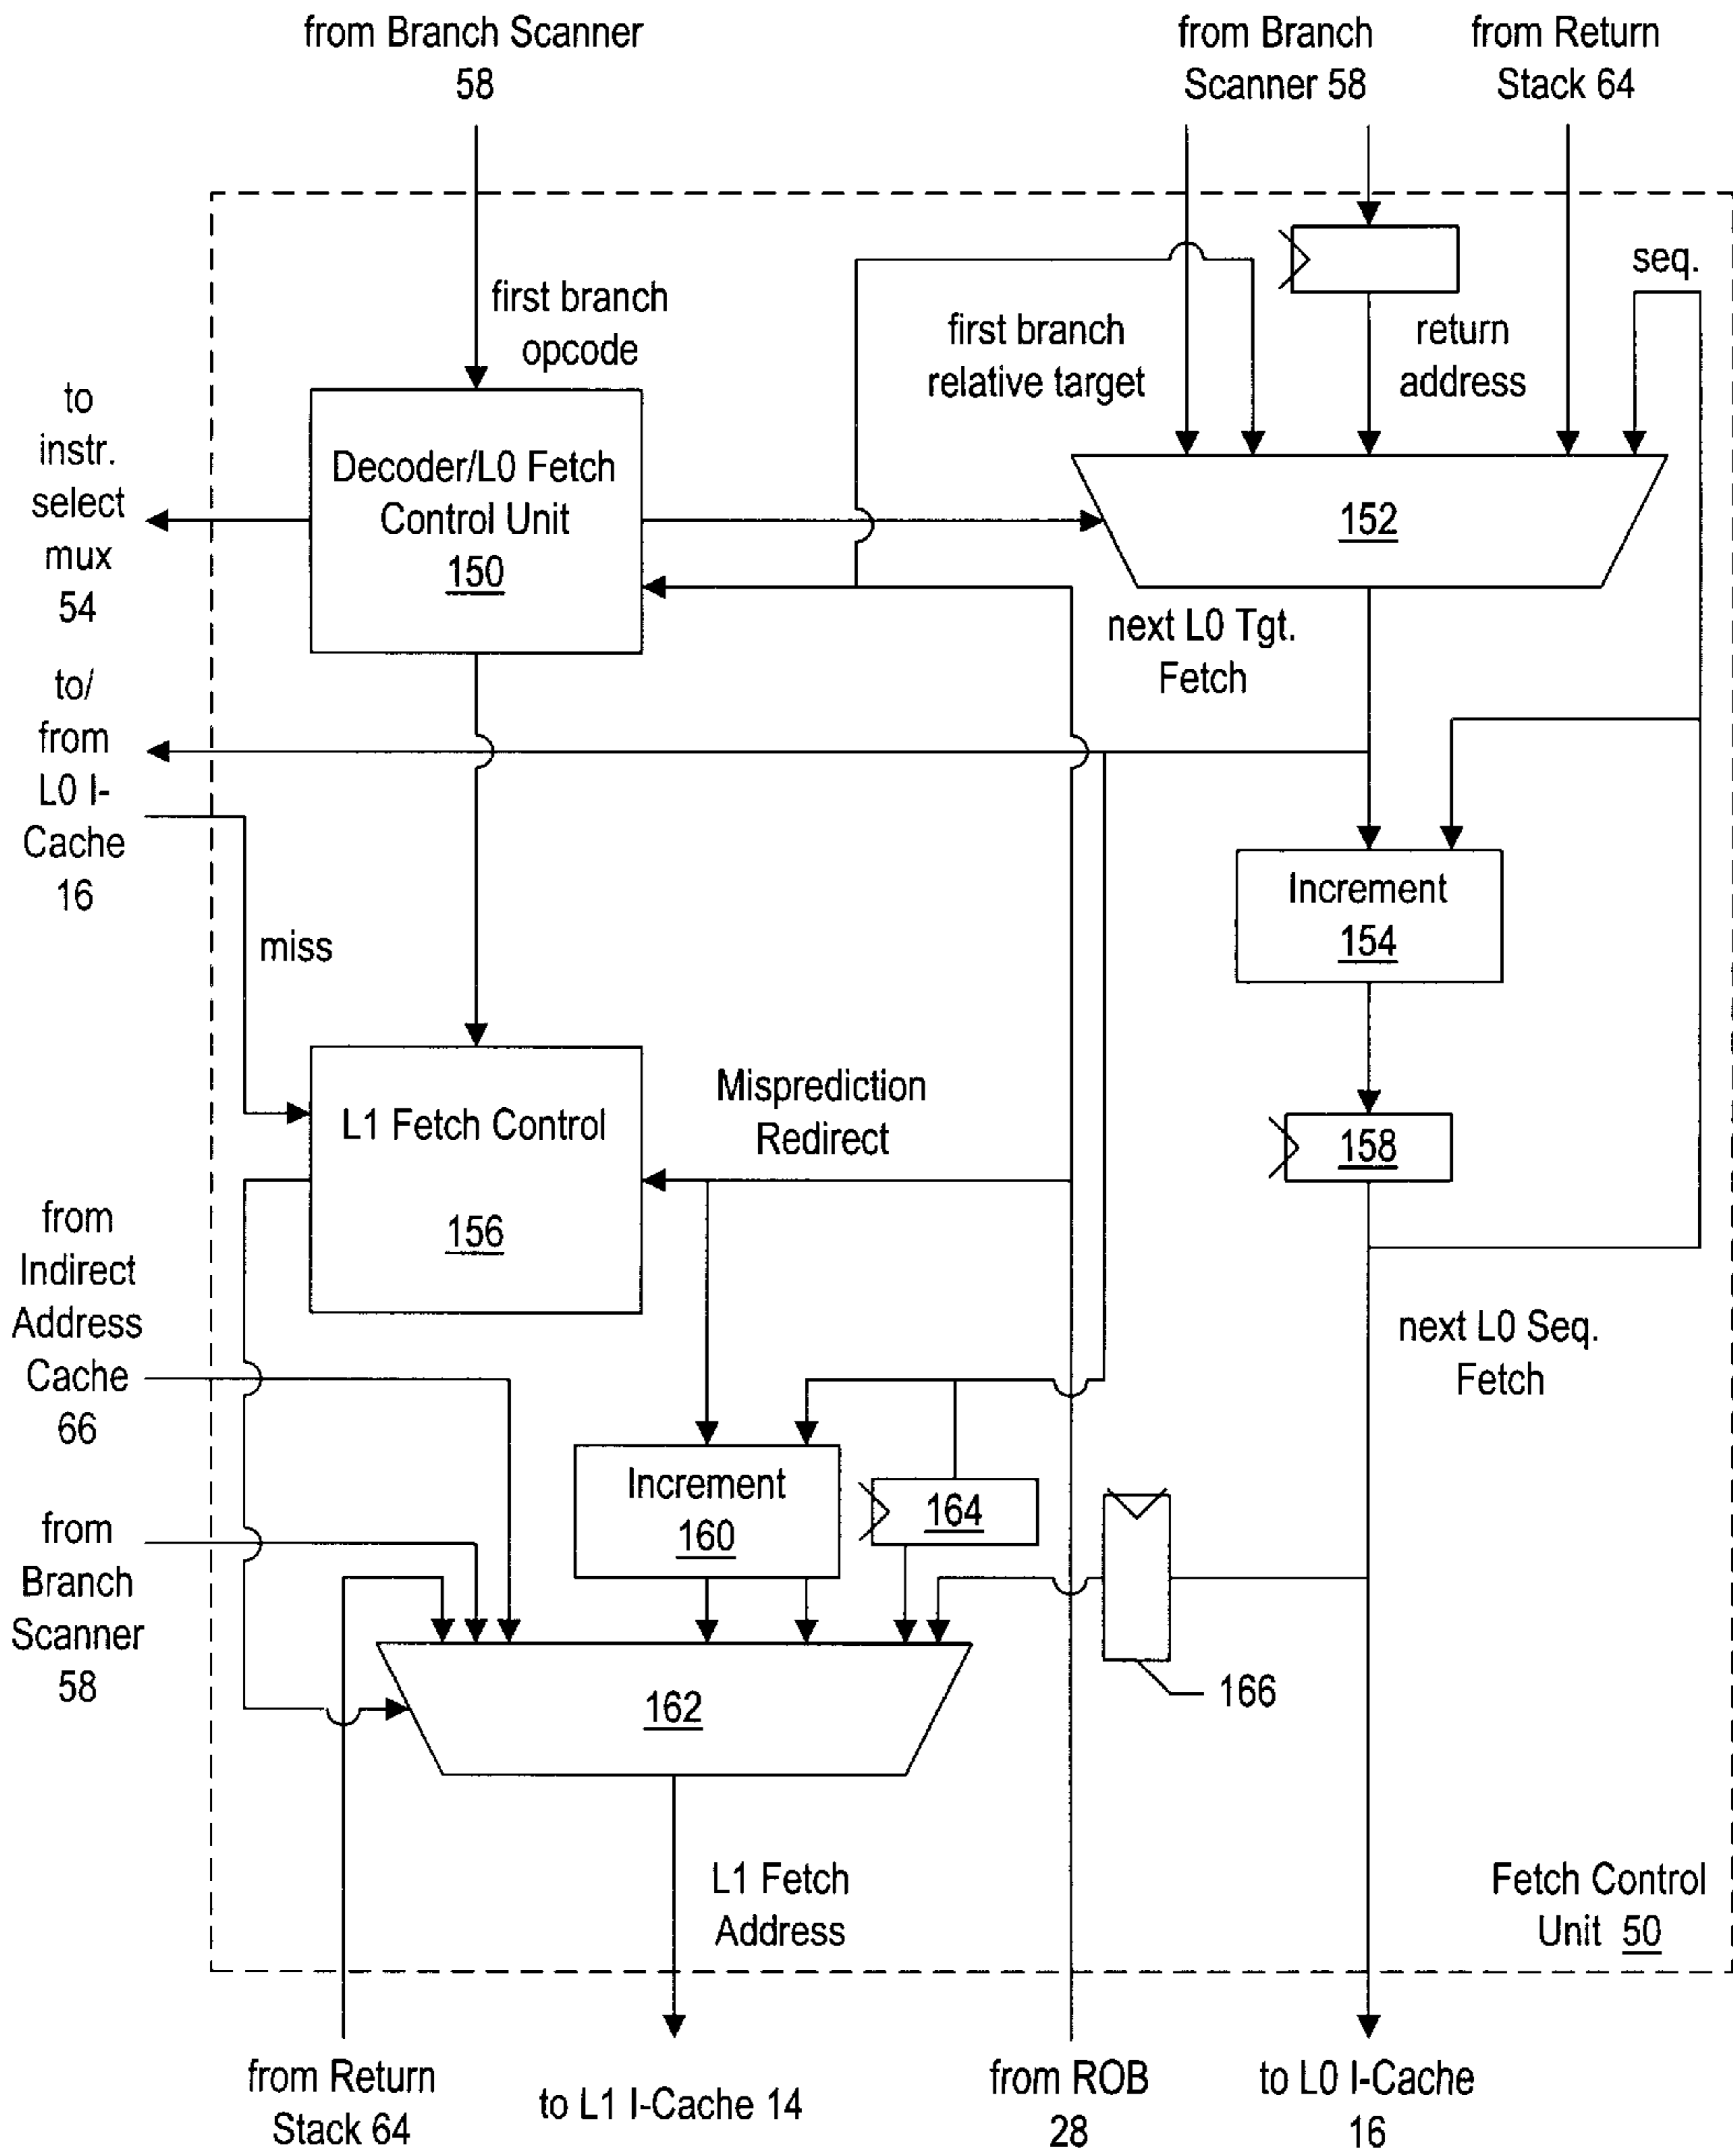 from Branch Scanner
58
from Branch
Scanner 58
from Return
Stack 64
seq.
first branch
opcode
first branch
relative target
return
address
to
instr.
select
mux
54
Decoder/L0 Fetch
Control Unit
150
152
next L0 Tgt.
Fetch
to/
from
L0 I-
Cache
16
miss
Increment
154
L1 Fetch Control
156
Misprediction
Redirect
158
from
Indirect
Address
Cache
66
next L0 Seq.
Fetch
Increment
160
164
from
Branch
Scanner
58
166
162
L1 Fetch
Address
Fetch Control
Unit 50
from Return
Stack 64
to L1 I-Cache 14
from ROB
28
to L0 I-Cache
16